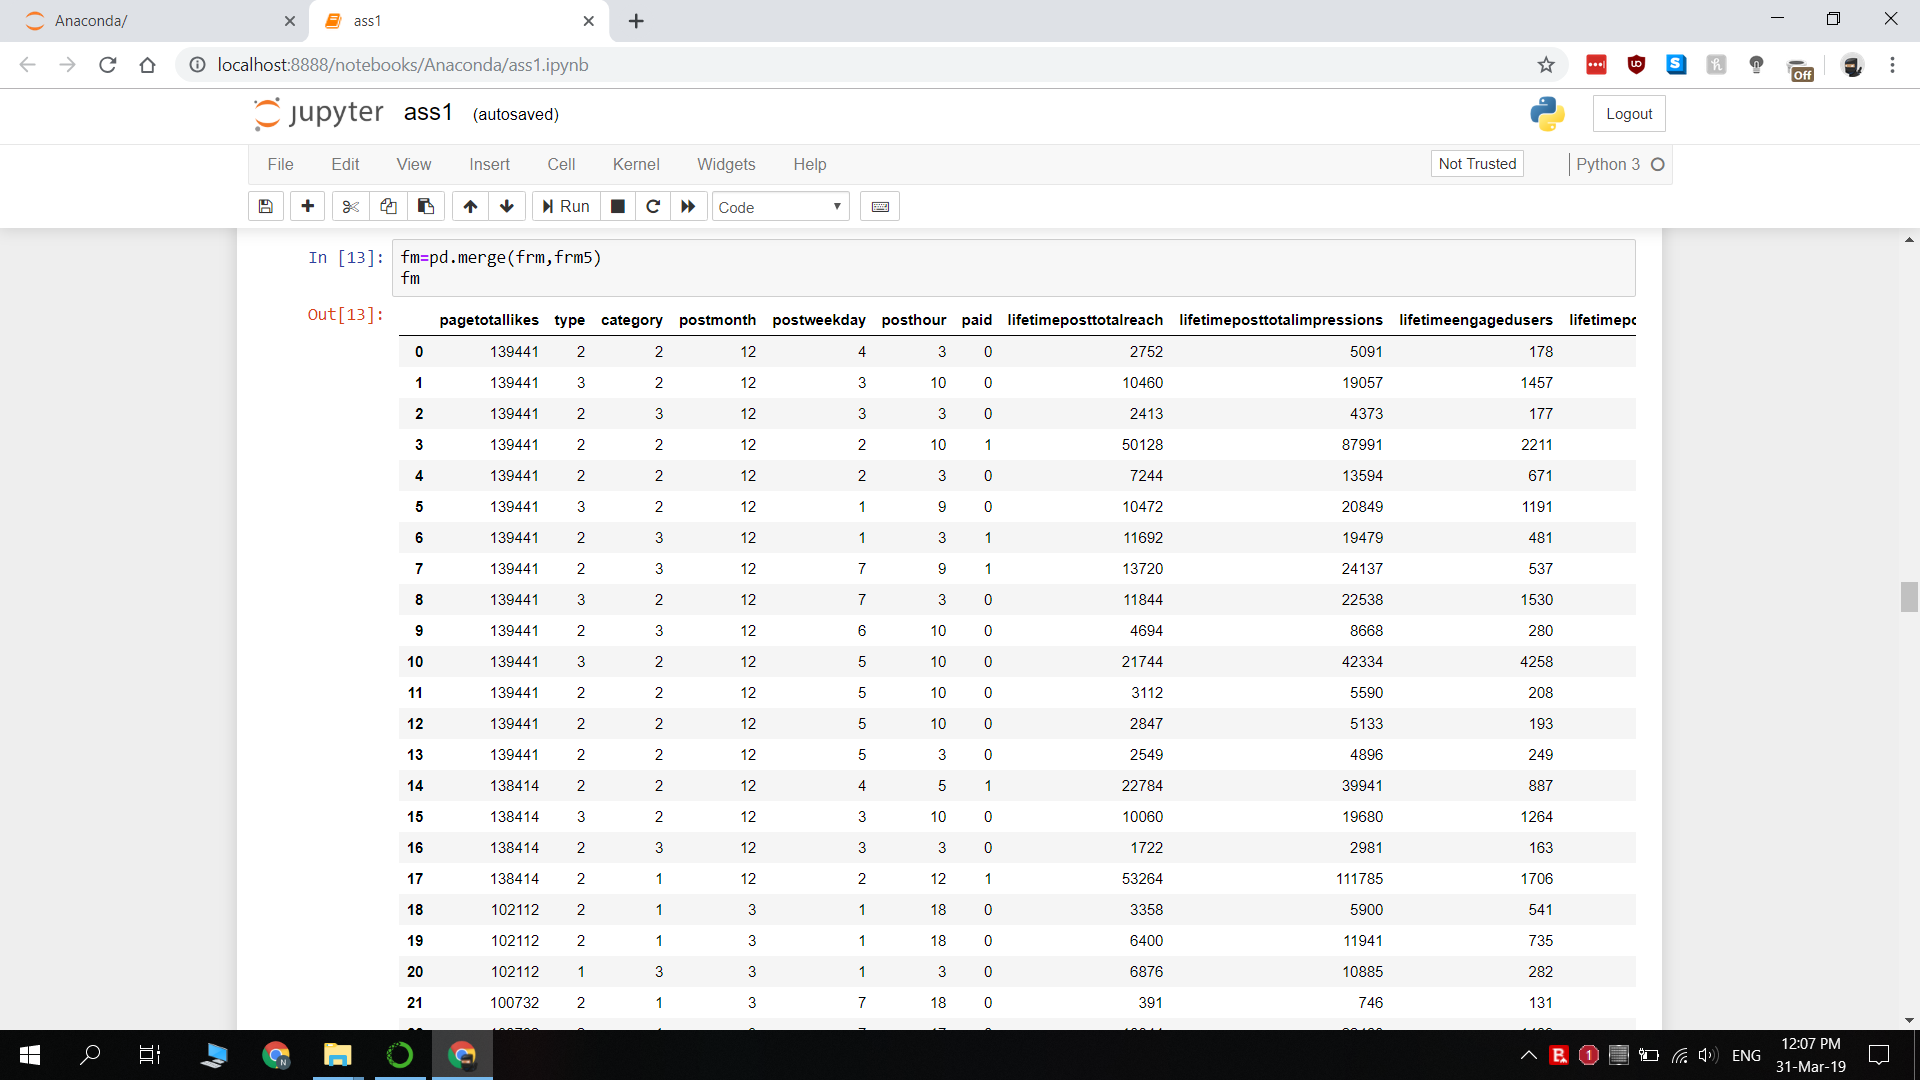 Anaconda/
ass1
localhost:8888/notebooks/Anaconda/ass1.ipynb
Off
jupyter ass1 (autosaved)
Logout
File Edit View Insert Cell Kernel Widgets Help
Not Trusted
Python 3
Run
Code
In [13]: fm=pd.merge(frm,frm5)
fm
Out[13]:
pagetotallikes type category postmonth postweekday posthour paid lifetimeposttotalreach lifetimeposttotalimpressions lifetimeengagedusers lifetimepo
0 139441 2 2 12 4 3 0 2752 5091 178
1 139441 3 2 12 3 10 0 10460 19057 1457
2 139441 2 3 12 3 3 0 2413 4373 177
3 139441 2 2 12 2 10 1 50128 87991 2211
4 139441 2 2 12 2 3 0 7244 13594 671
5 139441 3 2 12 1 9 0 10472 20849 1191
6 139441 2 3 12 1 3 1 11692 19479 481
7 139441 2 3 12 7 9 1 13720 24137 537
8 139441 3 2 12 7 3 0 11844 22538 1530
9 139441 2 3 12 6 10 0 4694 8668 280
10 139441 3 2 12 5 10 0 21744 42334 4258
11 139441 2 2 12 5 10 0 3112 5590 208
12 139441 2 2 12 5 10 0 2847 5133 193
13 139441 2 2 12 5 3 0 2549 4896 249
14 138414 2 2 12 4 5 1 22784 39941 887
15 138414 3 2 12 3 10 0 10060 19680 1264
16 138414 2 3 12 3 3 0 1722 2981 163
17 138414 2 1 12 2 12 1 53264 111785 1706
18 102112 2 1 3 1 18 0 3358 5900 541
19 102112 2 1 3 1 18 0 6400 11941 735
20 102112 1 3 3 1 3 0 6876 10885 282
21 100732 2 1 3 7 18 0 391 746 131
ENG
12:07 PM
31-Mar-19